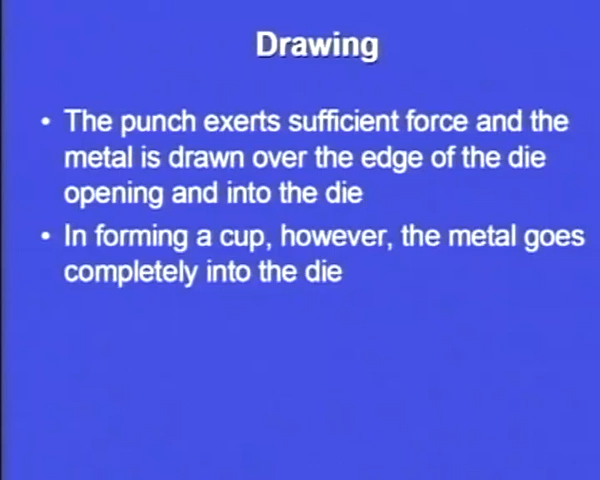 Drawing
• The punch exerts sufficient force and the
metal is drawn over the edge of the die
opening and into the die
• In forming a cup, however, the metal goes
completely into the die